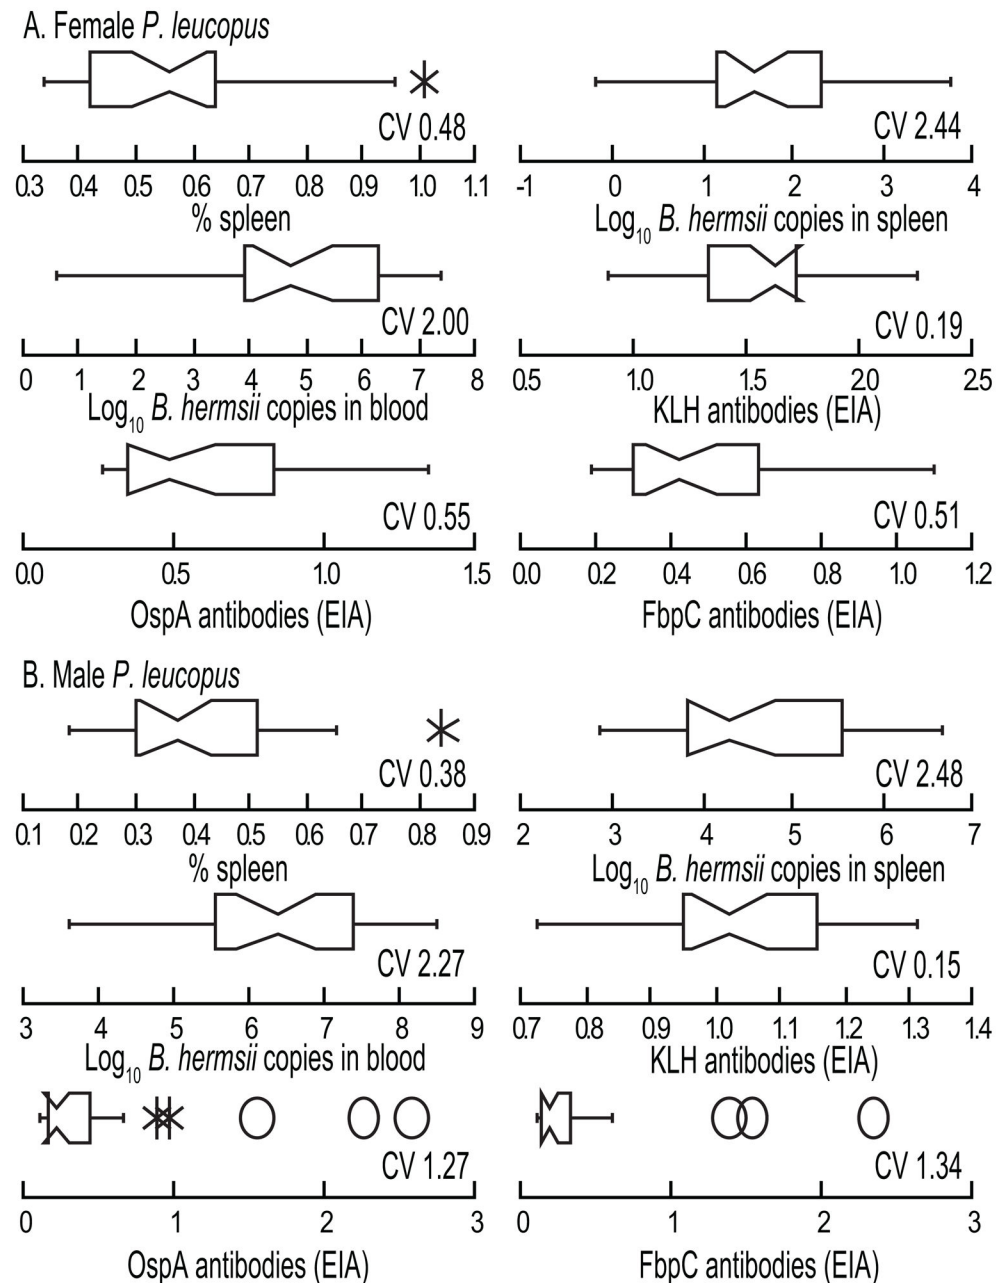 A. Female P. leucopus
CV 0.48
0.3 0.4 0.5 0.6 0.7 0.8 0.9 1.0 1.1
% spleen
CV 2.44
-1 0 1 2 3 4
Log10 B. hermsii copies in spleen
CV 2.00
0 1 2 3 4 5 6 7 8
Log10 B. hermsii copies in blood
CV 0.19
0.5 1.0 1.5 20 25
KLH antibodies (EIA)
CV 0.55
0.0 0.5 1.0 1.5
OspA antibodies (EIA)
CV 0.51
0.0 0.2 0.4 0.6 0.8 1.0 1.2
FbpC antibodies (EIA)
B. Male P. leucopus
CV 0.38
0.1 0.2 0.3 0.4 0.5 0.6 0.7 0.8 0.9
% spleen
CV 2.48
2 3 4 5 6 7
Log10 B. hermsii copies in spleen
CV 2.27
3 4 5 6 7 8 9
Log10 B. hermsii copies in blood
CV 0.15
0.7 0.8 0.9 1.0 1.1 1.2 1.3 1.4
KLH antibodies (EIA)
CV 1.27
0 1 2 3
OspA antibodies (EIA)
CV 1.34
0 1 2 3
FbpC antibodies (EIA)